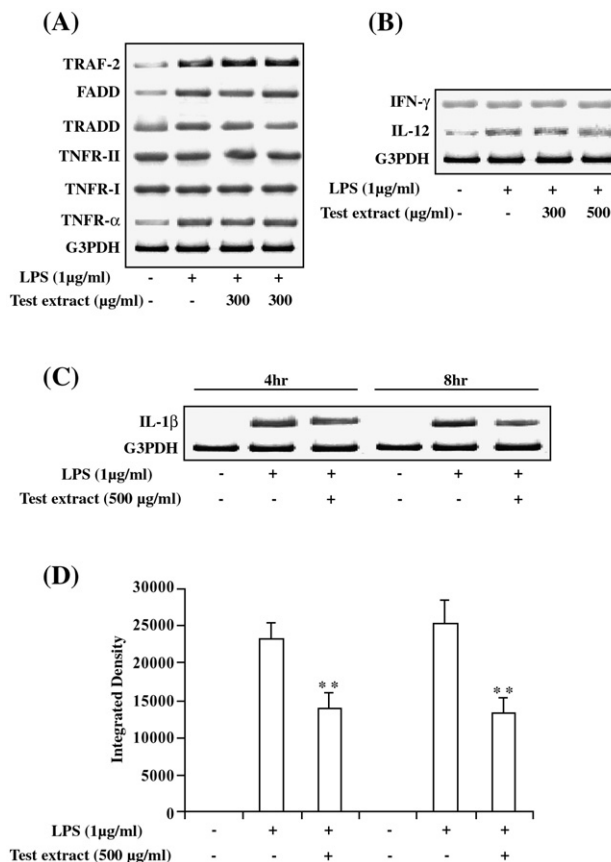 (A)
TRAF-2
FADD
TRADD
TNFR-II
TNFR-I
TNFR-α
G3PDH
LPS (1µg/ml) - + + +
Test extract (µg/ml) - - 300 300
(B)
IFN-γ
IL-12
G3PDH
LPS (1µg/ml) - + + +
Test extract (µg/ml) - - 300 500
(C)
4hr 8hr
IL-1β
G3PDH
LPS (1µg/ml) - + + - + +
Test extract (500 µg/ml) - - + - - +
(D)
Integrated Density
30000
25000
20000
15000
10000
5000
0
** **
LPS (1µg/ml) - + + - + +
Test extract (500 µg/ml) - - + - - +